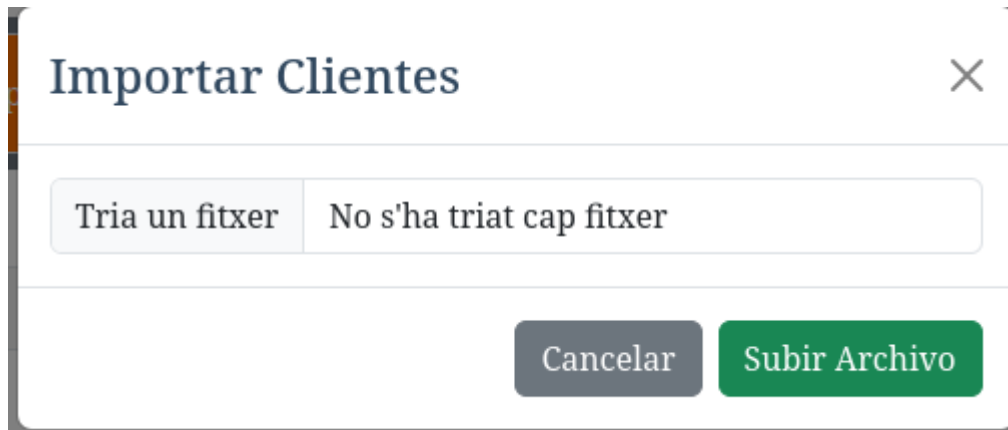 Importar Clientes
Tria un fitxer No s'ha triat cap fitxer
Cancelar Subir Archivo